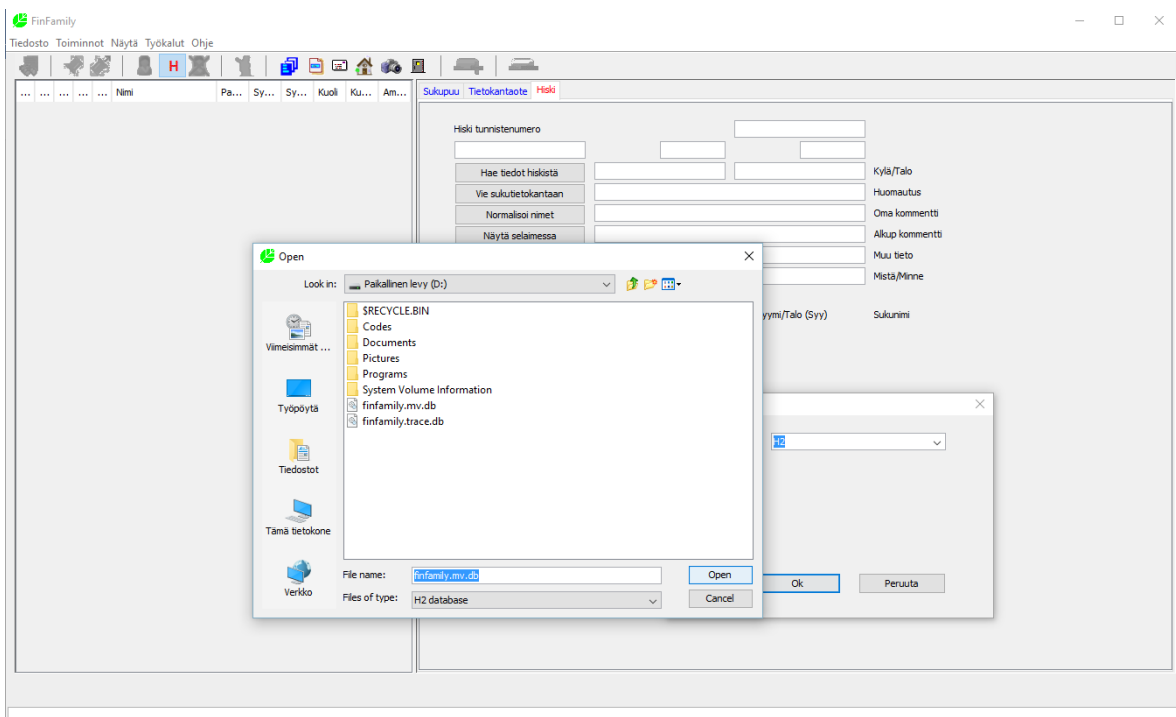 FinFamily
Tiedosto Toiminnot Näytä Työkalut Ohje
H
... ... ... ... ... Nimi Pa... Sy... Sy... Kuoli Ku... Am...
Sukupuu Tietokantaote Hiski
Hiski tunnistenumero
Hae tiedot hiskistä
Kylä/Talo
Vie sukutietokantaan
Huomautus
Normalisoi nimet
Oma kommentti
Näytä selaimessa
Alkup kommentti
Muu tieto
Mistä/Minne
yymi/Talo (Syy) Sukunimi
Open
Look in: Paikallinen levy (D:)
Viimeisimmät ...
Työpöytä
Tiedostot
Tämä tietokone
Verkko
$RECYCLE.BIN
Codes
Documents
Pictures
Programs
System Volume Information
finfamily.mv.db
finfamily.trace.db
File name: finfamily.mv.db Open
Files of type: H2 database Cancel
H2
Ok Peruuta